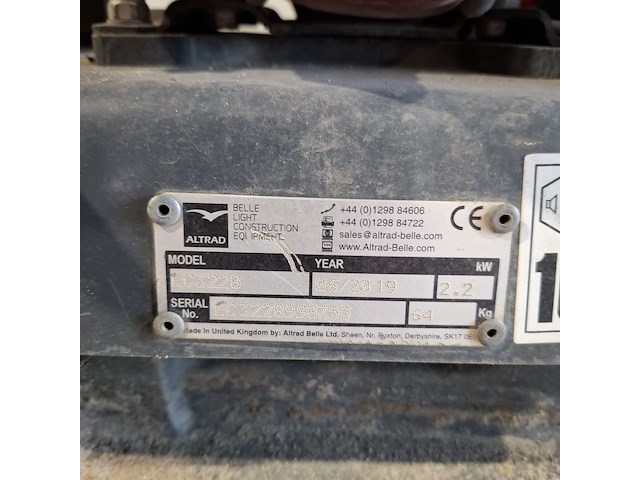 ALTRAD
BELLE
LIGHT
CONSTRUCTION
EQUIPMENT
+44 (0)1298 84606
+44 (0)1298 84722
sales@altrad-belle.com
www.Altrad-Belle.com
CE
MODEL YEAR kW
06/2019 2.2
SERIAL No. 64 Kg
Made in United Kingdom by: Altrad Belle Ltd. Sheen, Nr. Buxton, Derbyshire, SK17